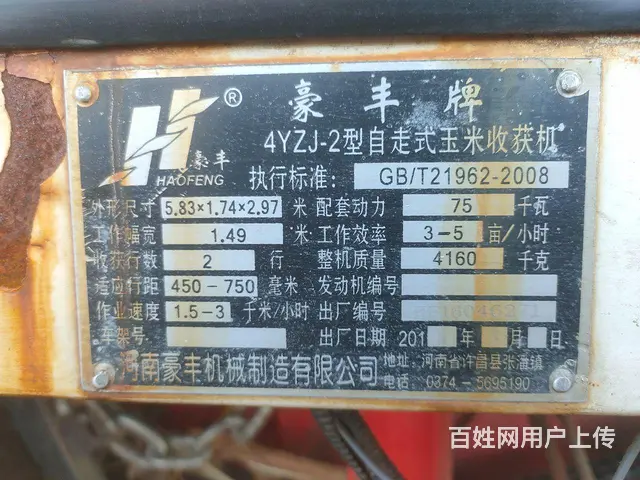 豪丰 HAOFENG ®
豪丰牌
4YZJ-2型自走式玉米收获机
执行标准: GB/T21962-2008
外形尺寸 5.83×1.74×2.97 米 配套动力 75 千瓦
工作幅宽 1.49 米 工作效率 3-5 亩/小时
收获行数 2 行 整机质量 4160 千克
适应行距 450-750 毫米 发动机编号
作业速度 1.5-3 千米/小时 出厂编号
车架号 出厂日期 201 年 月 日
河南豪丰机械制造有限公司
地址: 河南省许昌县张潘镇
电话: 0374-5695190
百姓网用户上传